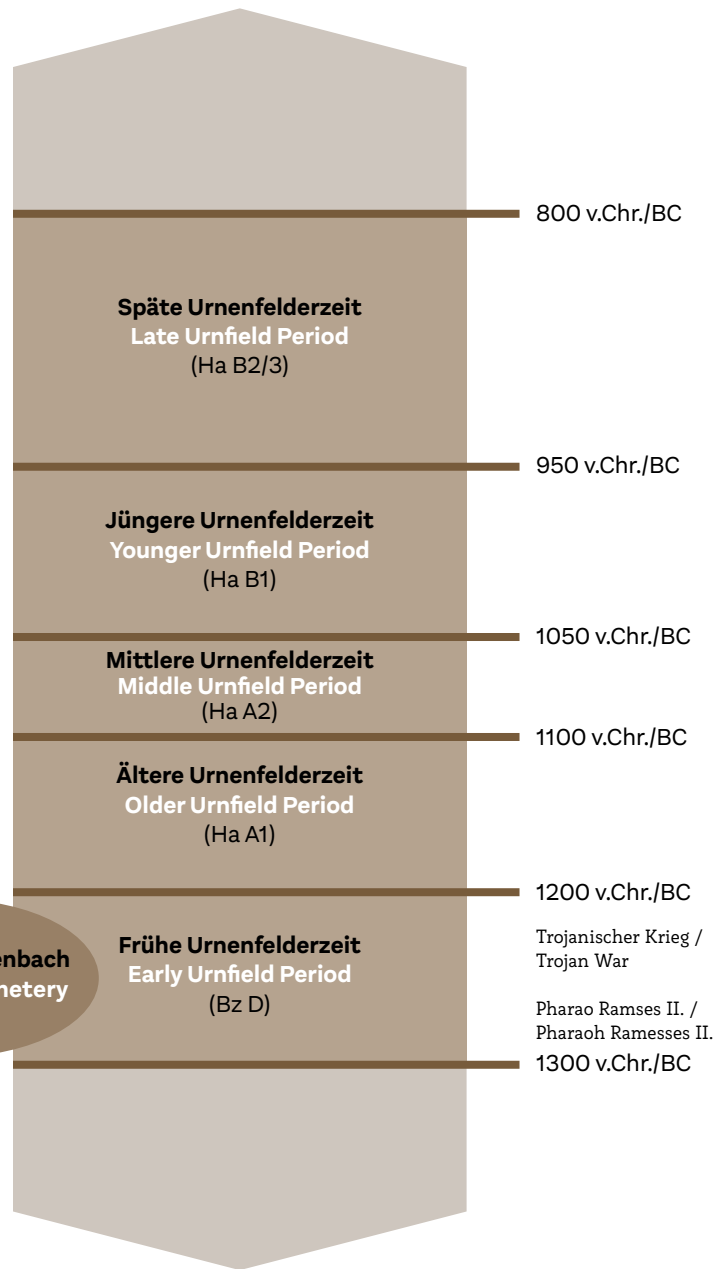 800 v.Chr./BC
Späte Urnenfelderzeit
Late Urnfield Period
(Ha B2/3)
950 v.Chr./BC
Jüngere Urnenfelderzeit
Younger Urnfield Period
(Ha B1)
1050 v.Chr./BC
Mittlere Urnenfelderzeit
Middle Urnfield Period
(Ha A2)
1100 v.Chr./BC
Ältere Urnenfelderzeit
Older Urnfield Period
(Ha A1)
1200 v.Chr./BC
Trojanischer Krieg /
Trojan War
enbach
netery
Frühe Urnenfelderzeit
Early Urnfield Period
(Bz D)
Pharao Ramses II. /
Pharaoh Ramesses II.
1300 v.Chr./BC